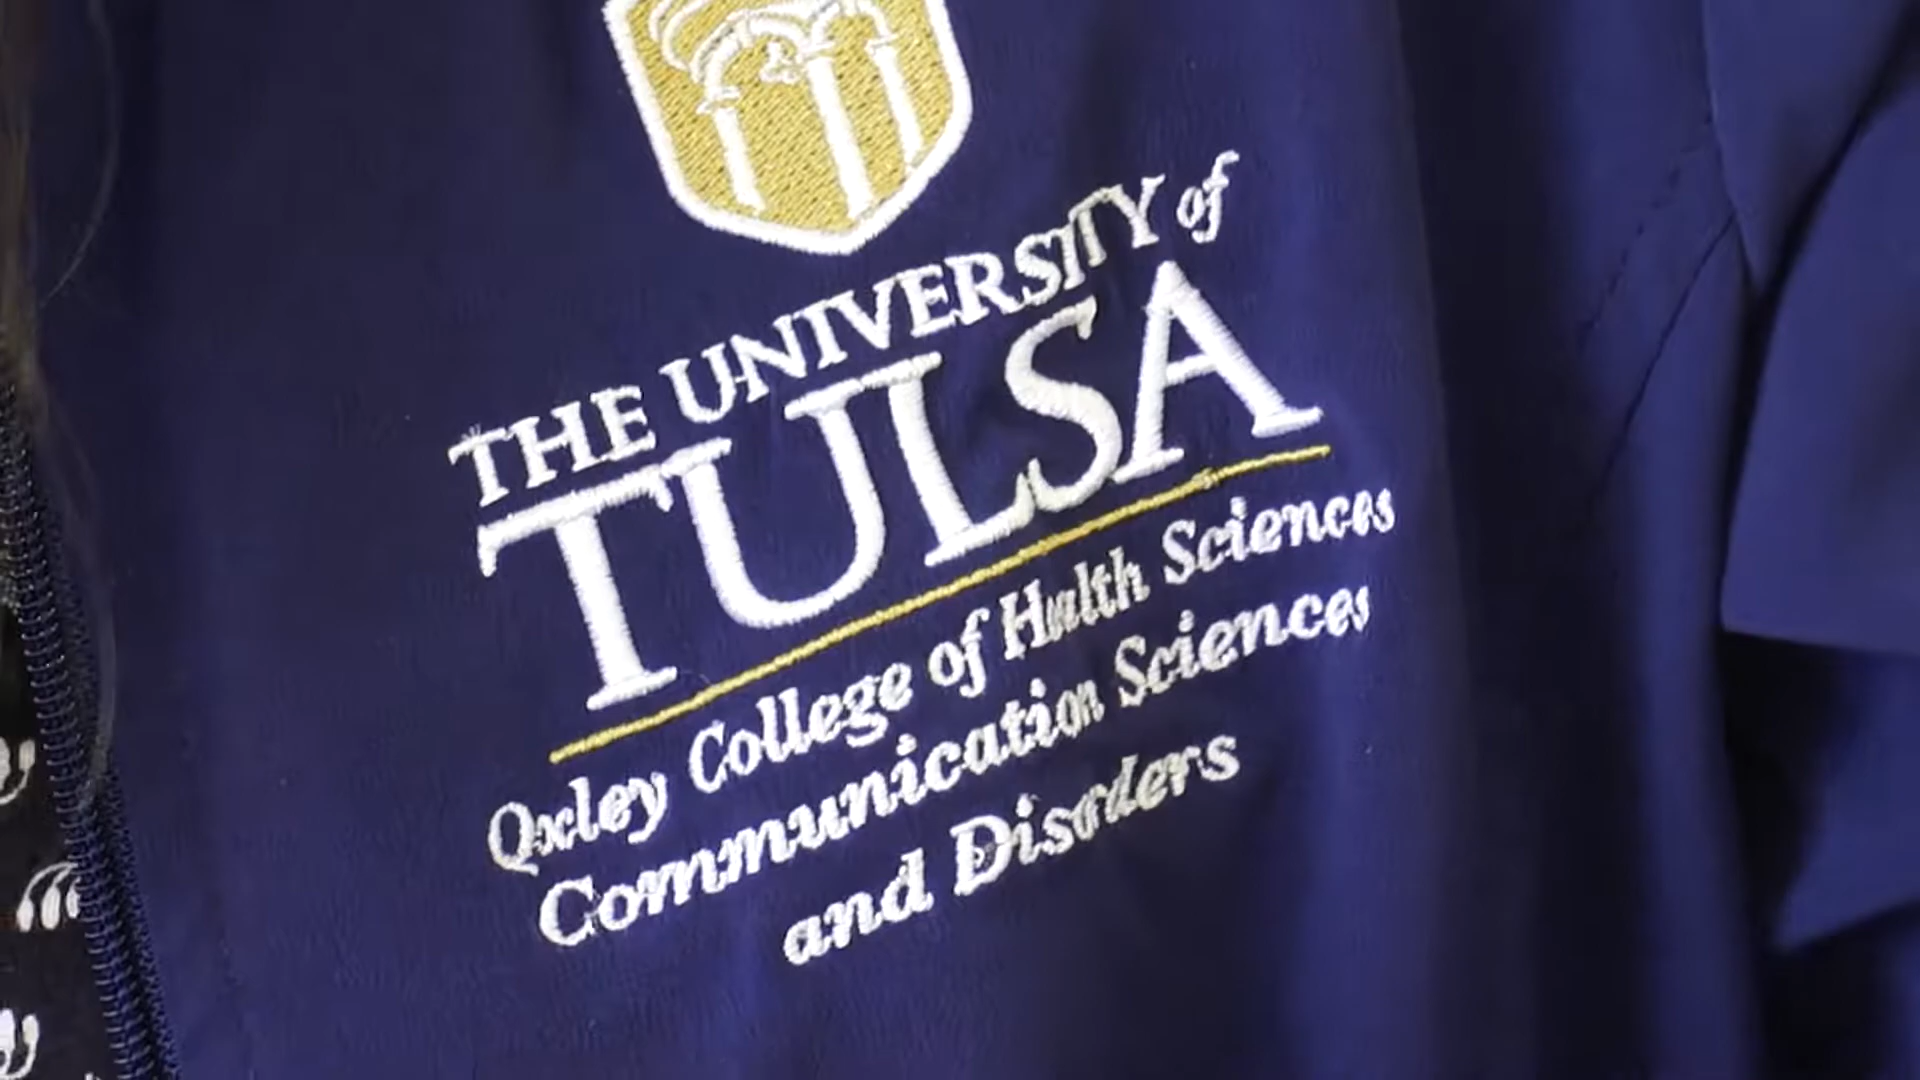 THE UNIVERSITY of
TULSA
Oxley College of Health Sciences
Communication Sciences
and Disorders